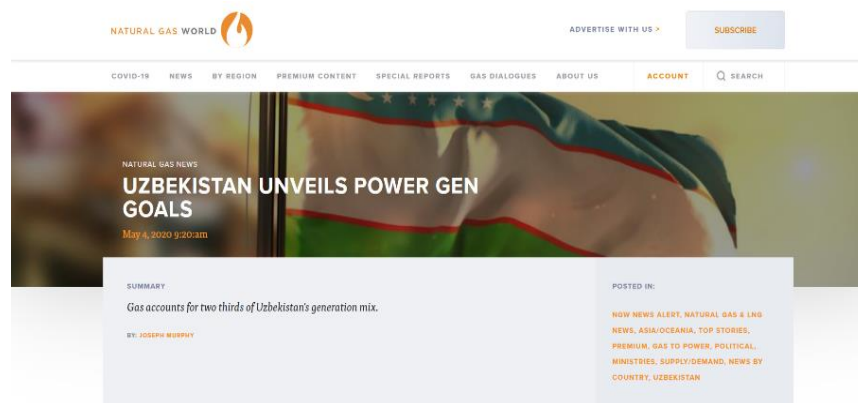 NATURAL GAS WORLD
ADVERTISE WITH US >
SUBSCRIBE
COVID-19 NEWS BY REGION PREMIUM CONTENT SPECIAL REPORTS GAS DIALOGUES ABOUT US ACCOUNT SEARCH
NATURAL GAS NEWS
UZBEKISTAN UNVEILS POWER GEN
GOALS
May 4, 2020 9:20:am
SUMMARY
Gas accounts for two thirds of Uzbekistan's generation mix.
BY: JOSEPH MURPHY
POSTED IN:
NGW NEWS ALERT, NATURAL GAS & LNG
NEWS, ASIA/OCEANIA, TOP STORIES,
PREMIUM, GAS TO POWER, POLITICAL,
MINISTRIES, SUPPLY/DEMAND, NEWS BY
COUNTRY, UZBEKISTAN